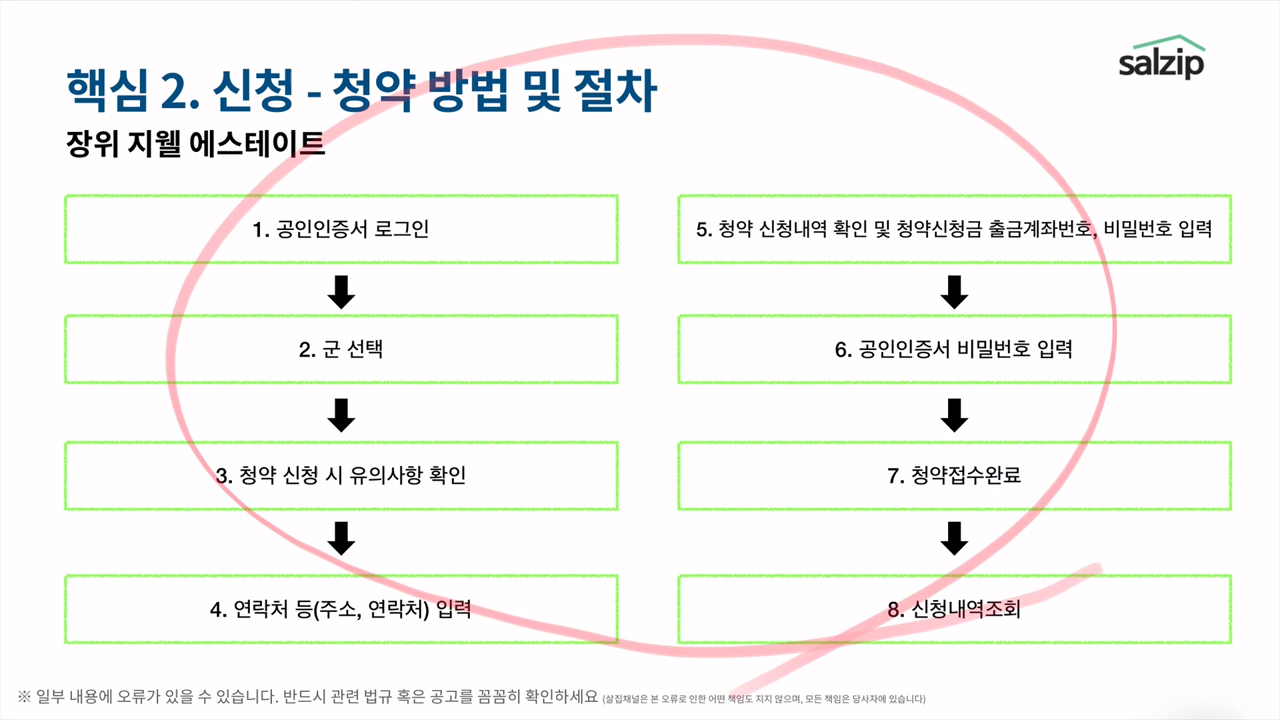 salzip
핵심 2. 신청 - 청약 방법 및 절차
장위 지웰 에스테이트
1. 공인인증서 로그인
2. 군 선택
3. 청약 신청 시 유의사항 확인
4. 연락처 등(주소, 연락처) 입력
5. 청약 신청내역 확인 및 청약신청금 출금계좌번호, 비밀번호 입력
6. 공인인증서 비밀번호 입력
7. 청약접수완료
8. 신청내역조회
※ 일부 내용에 오류가 있을 수 있습니다. 반드시 관련 법규 혹은 공고를 꼼꼼히 확인하세요 (살집채널은 본 오류로 인한 어떤 책임도 지지 않으며, 모든 책임은 당사자에 있습니다)